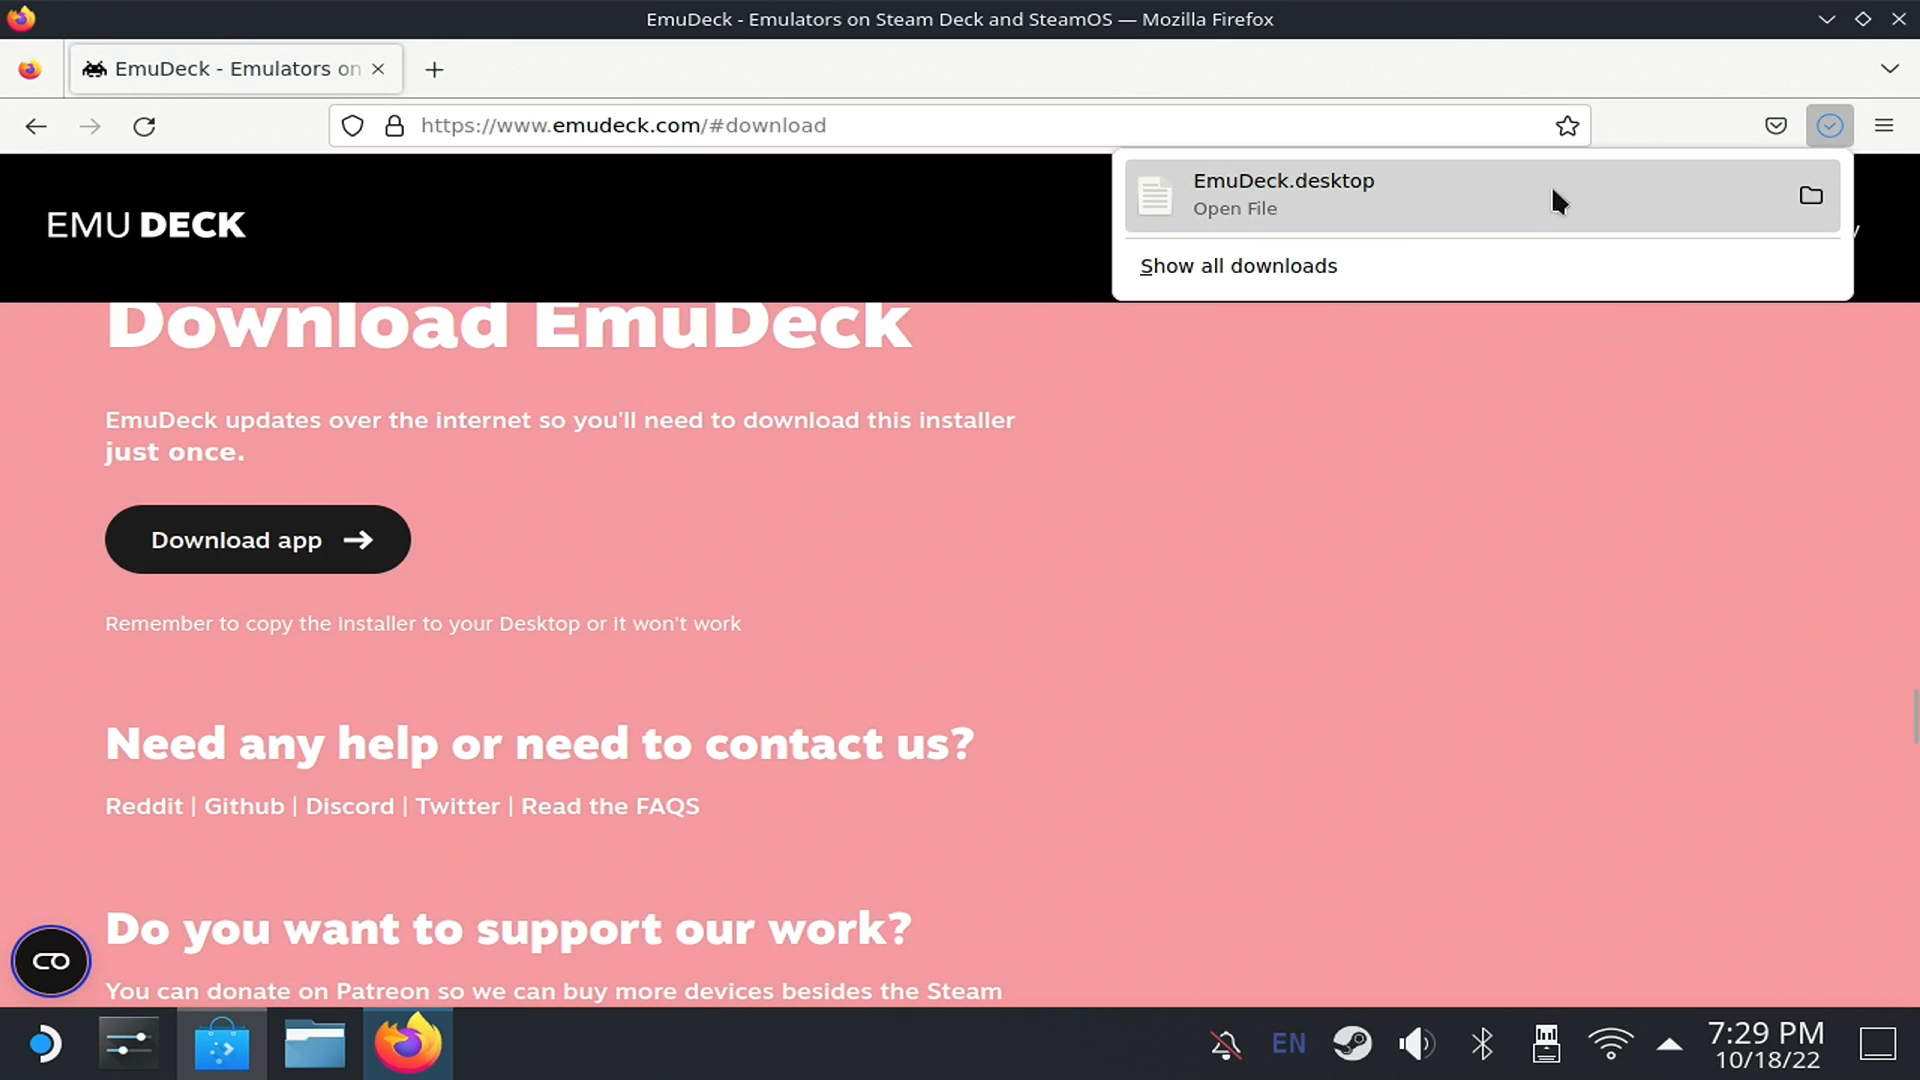 EmuDeck - Emulators on Steam Deck and SteamOS — Mozilla Firefox
EmuDeck - Emulators on
https://www.emudeck.com/#download
EmuDeck.desktop
Open File
Show all downloads
EMU DECK
Download EmuDeck
EmuDeck updates over the internet so you'll need to download this installer
just once.
Download app
Remember to copy the Installer to your Desktop or it won't work
Need any help or need to contact us?
Reddit | Github | Discord | Twitter | Read the FAQS
Do you want to support our work?
You can donate on Patreon so we can buy more devices besides the Steam
EN
7:29 PM
10/18/22